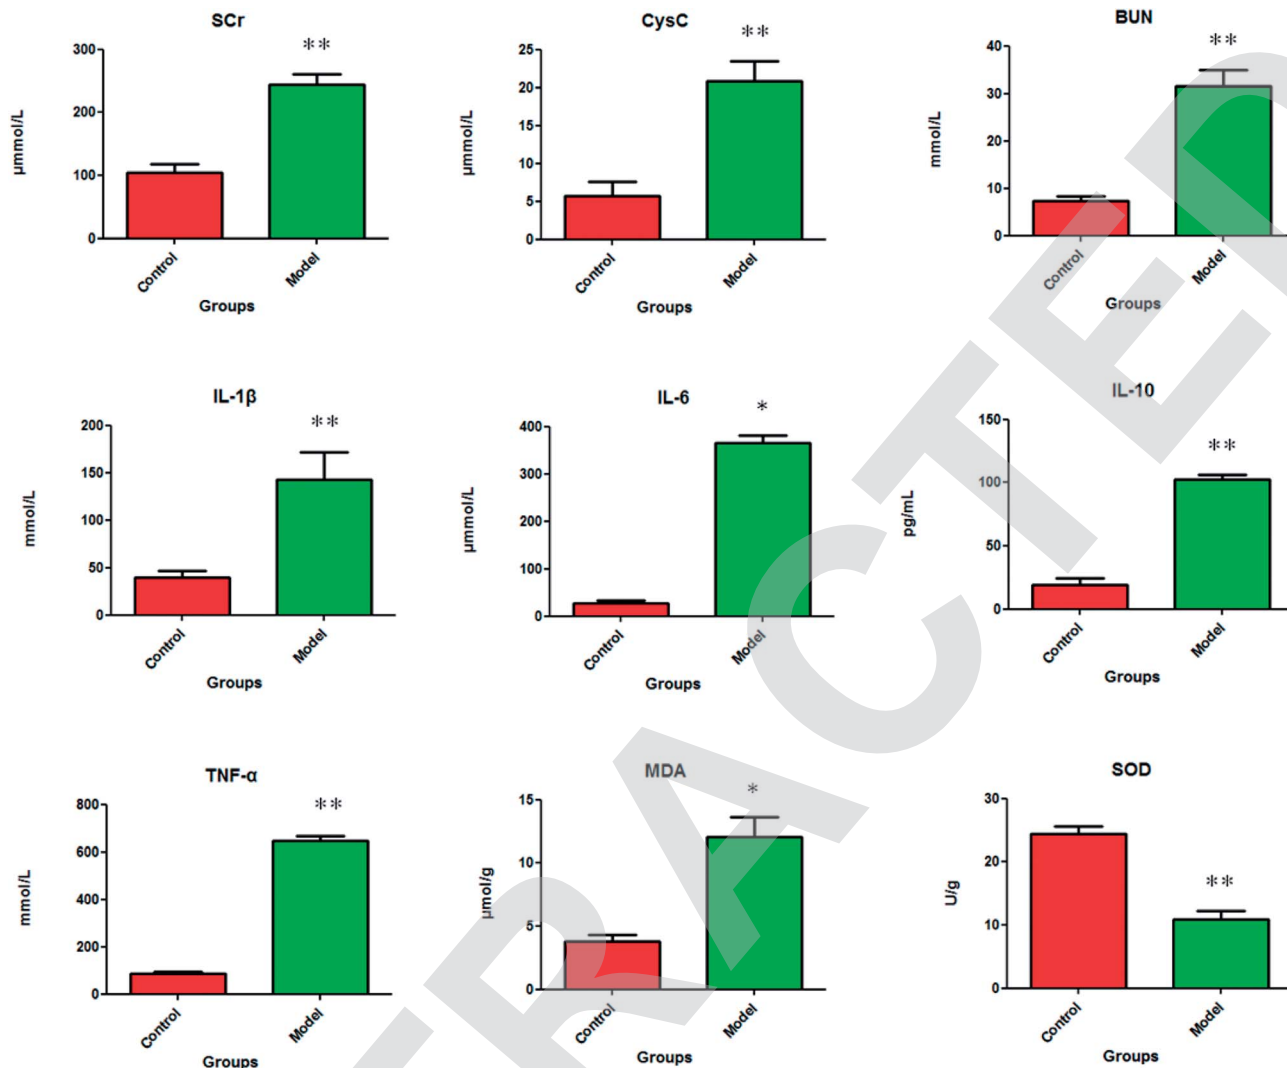 SCr
**
300
200
100
0
µmmol/L
Control
Model
Groups
CysC
**
25
20
15
10
5
0
µmmol/L
Control
Model
Groups
BUN
**
40
30
20
10
0
mmol/L
Control
Model
Groups
IL-1β
**
200
150
100
50
0
mmol/L
Control
Model
Groups
IL-6
*
400
300
200
100
0
µmmol/L
Control
Model
Groups
IL-10
**
150
100
50
0
pg/mL
Control
Model
Groups
TNF-α
**
800
600
400
200
0
mmol/L
Control
Model
Groups
MDA
*
15
10
5
0
µmol/g
Control
Model
Groups
SOD
**
30
20
10
0
U/g
Control
Model
Groups
TRACTED